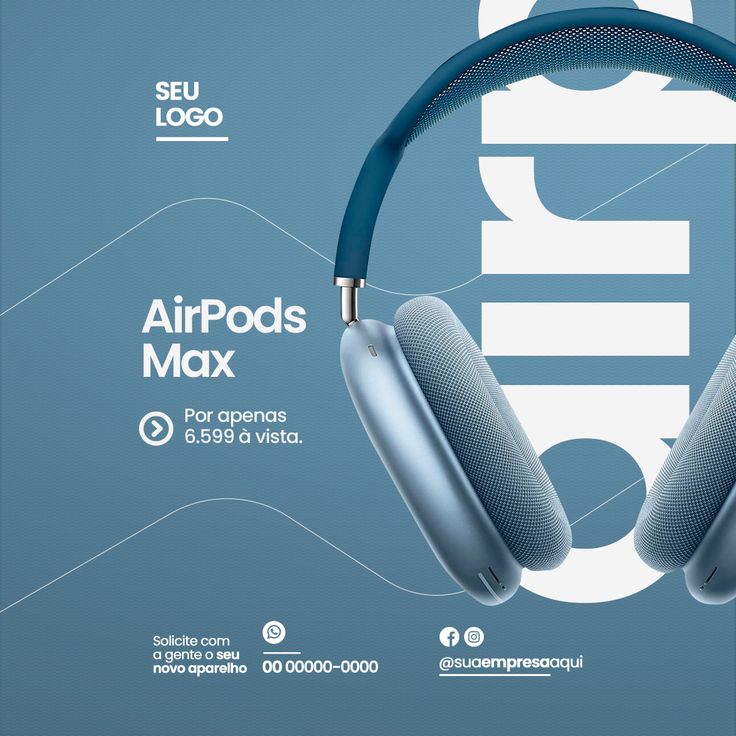 SEU
LOGO
airp
AirPods
Max
Por apenas
6.599 à vista.
Solicite com
a gente o seu
novo aparelho
00 00000-0000
@suaempresaaqui